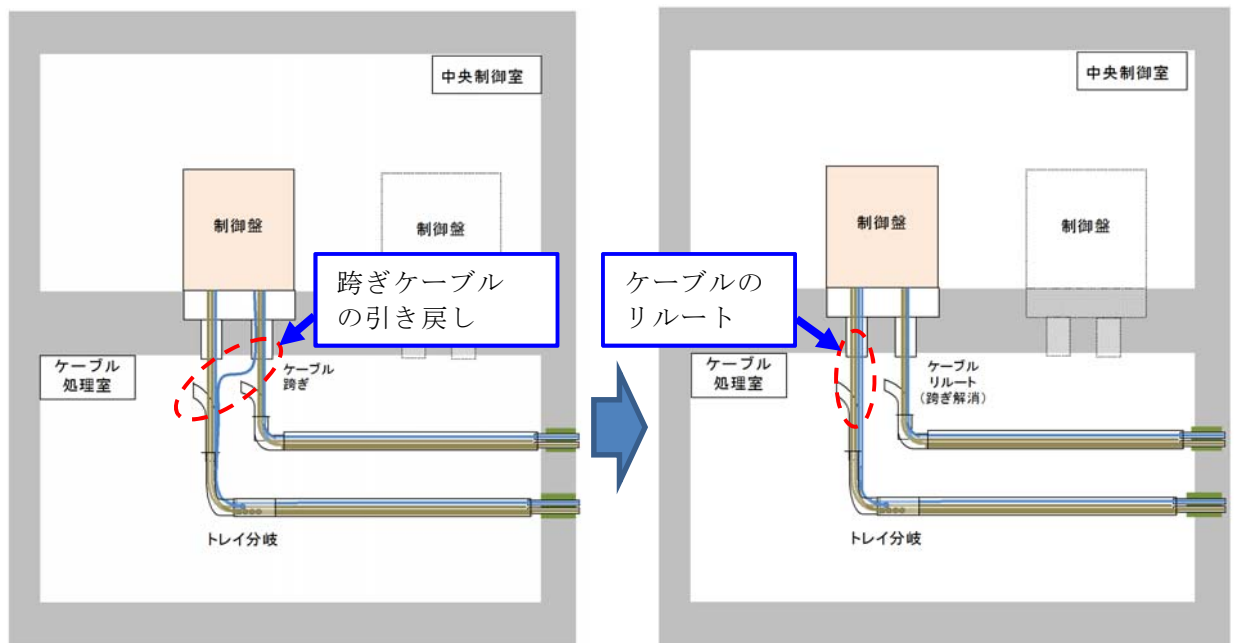 中央制御室
制御盤
制御盤
跨ぎケーブル
の引き戻し
ケーブル
処理室
ケーブル
跨ぎ
トレイ分岐
中央制御室
制御盤
制御盤
ケーブルの
リルート
ケーブル
処理室
ケーブル
リルート
(跨ぎ解消)
トレイ分岐